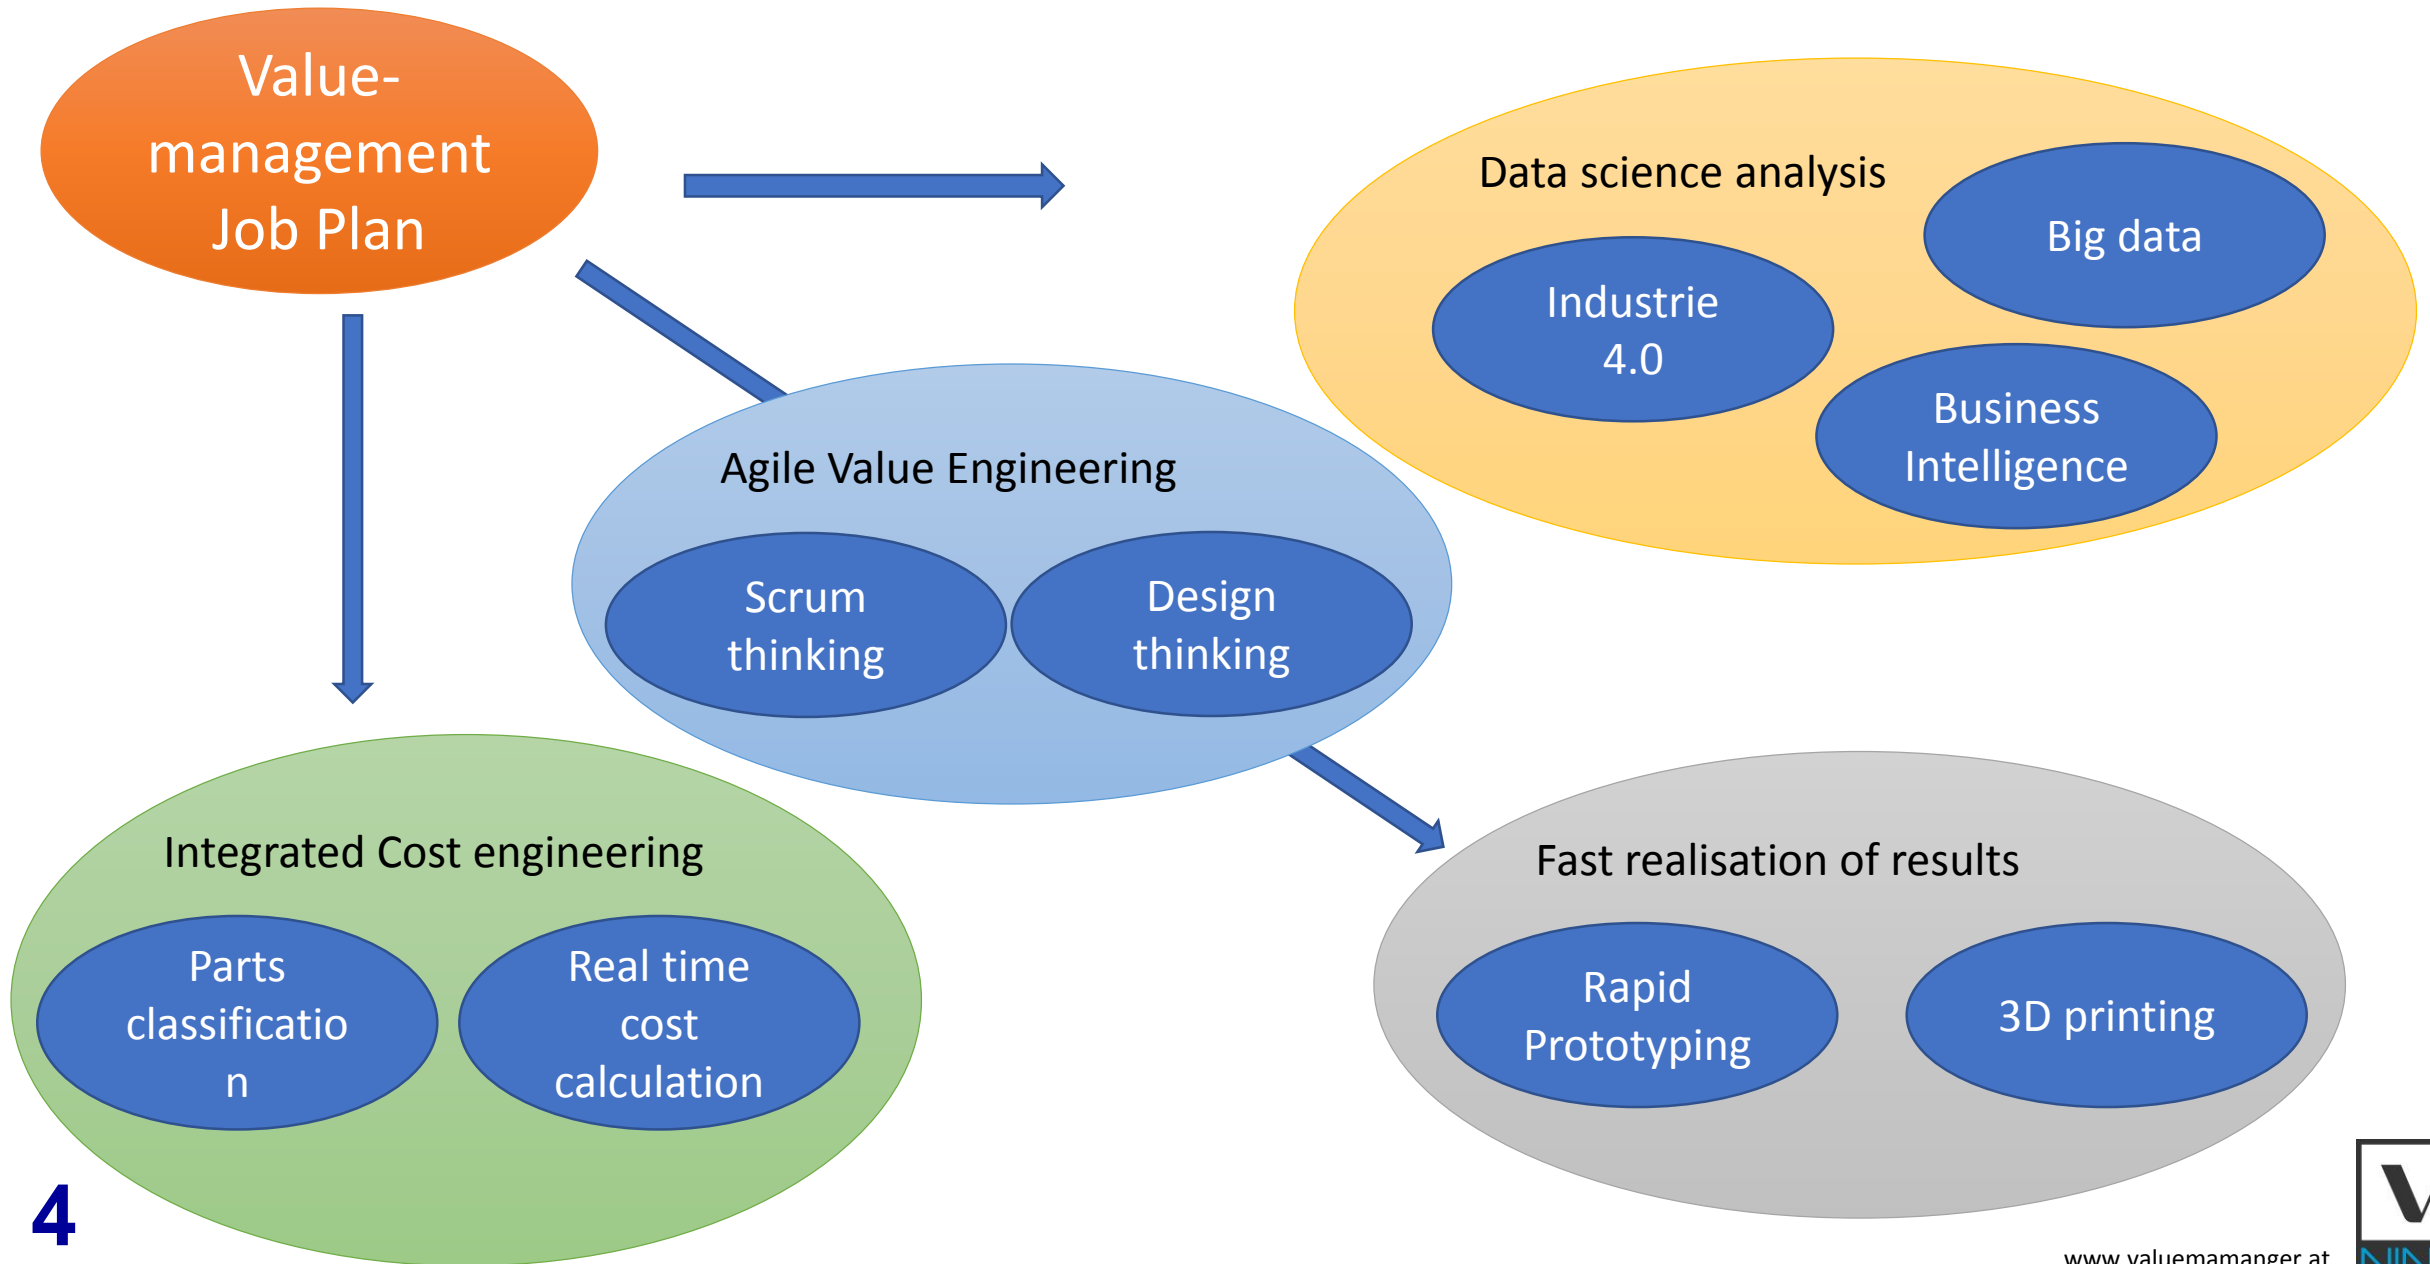 Value-
management
Job Plan
Data science analysis
Big data
Industrie
4.0
Business
Intelligence
Agile Value Engineering
Scrum
thinking
Design
thinking
Integrated Cost engineering
Parts
classificatio
n
Real time
cost
calculation
Fast realisation of results
Rapid
Prototyping
3D printing
4
www.valuemamanger.at
V